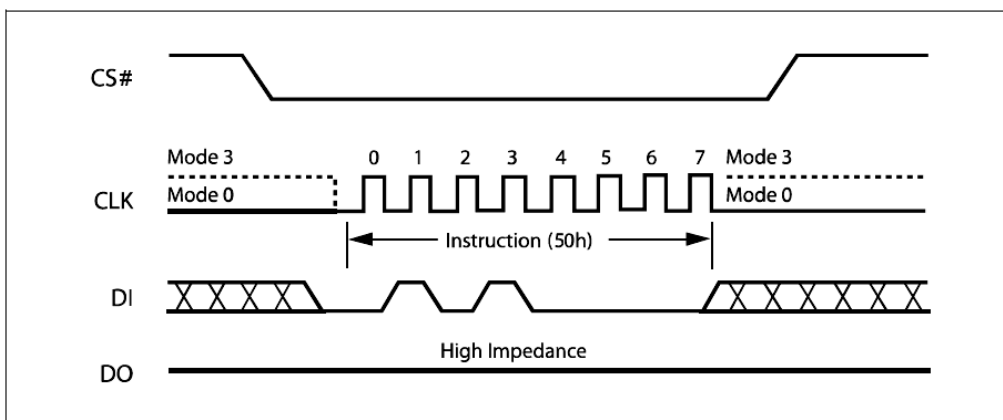 CS#
Mode 3 0 1 2 3 4 5 6 7 Mode 3
CLK Mode 0 Mode 0
Instruction (50h)
DI
High Impedance
DO